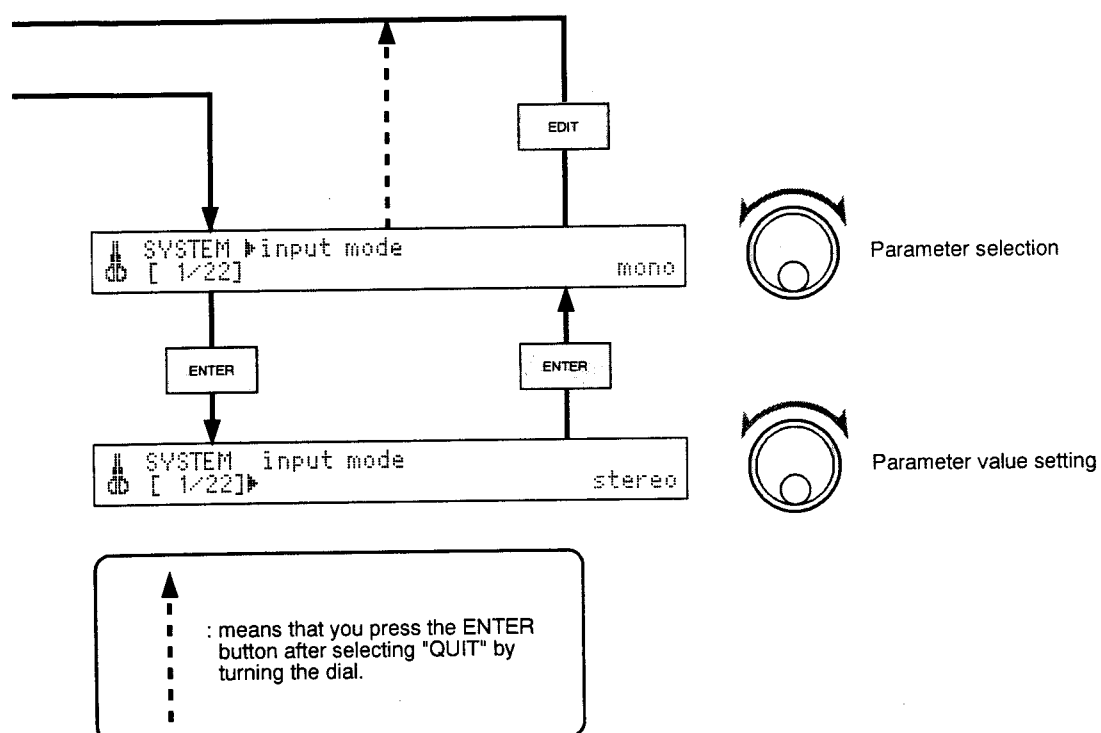 EDIT
SYSTEM ▶input mode
[ 1/22] mono
Parameter selection
ENTER
ENTER
SYSTEM input mode
[ 1/22]▶ stereo
Parameter value setting
: means that you press the ENTER
button after selecting "QUIT" by
turning the dial.